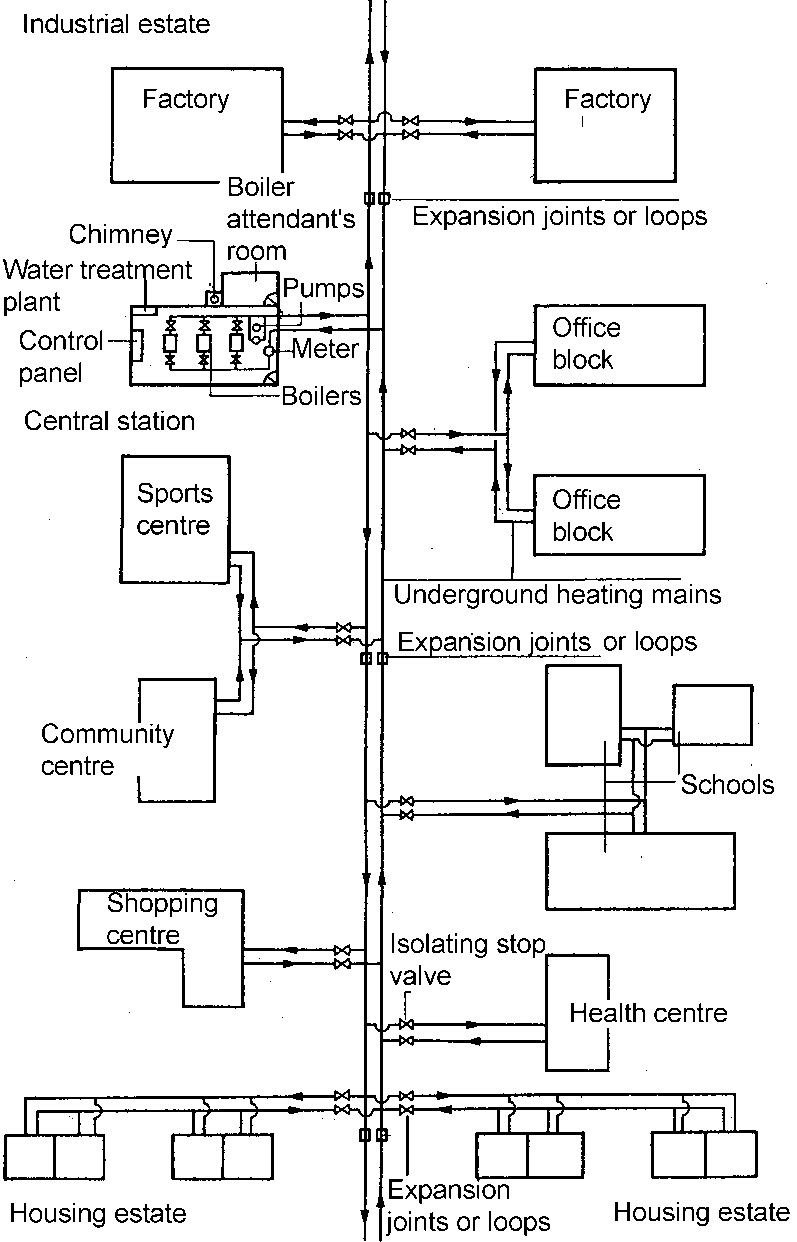 Industrial estate
Factory
Factory
Boiler
attendant's
room
Expansion joints or loops
Chimney
Water treatment
plant
Pumps
Control
panel
Meter
Boilers
Central station
Office
block
Office
block
Sports
centre
Underground heating mains
Expansion joints or loops
Community
centre
Schools
Shopping
centre
Isolating stop
valve
Health centre
Expansion
joints or loops
Housing estate
Housing estate